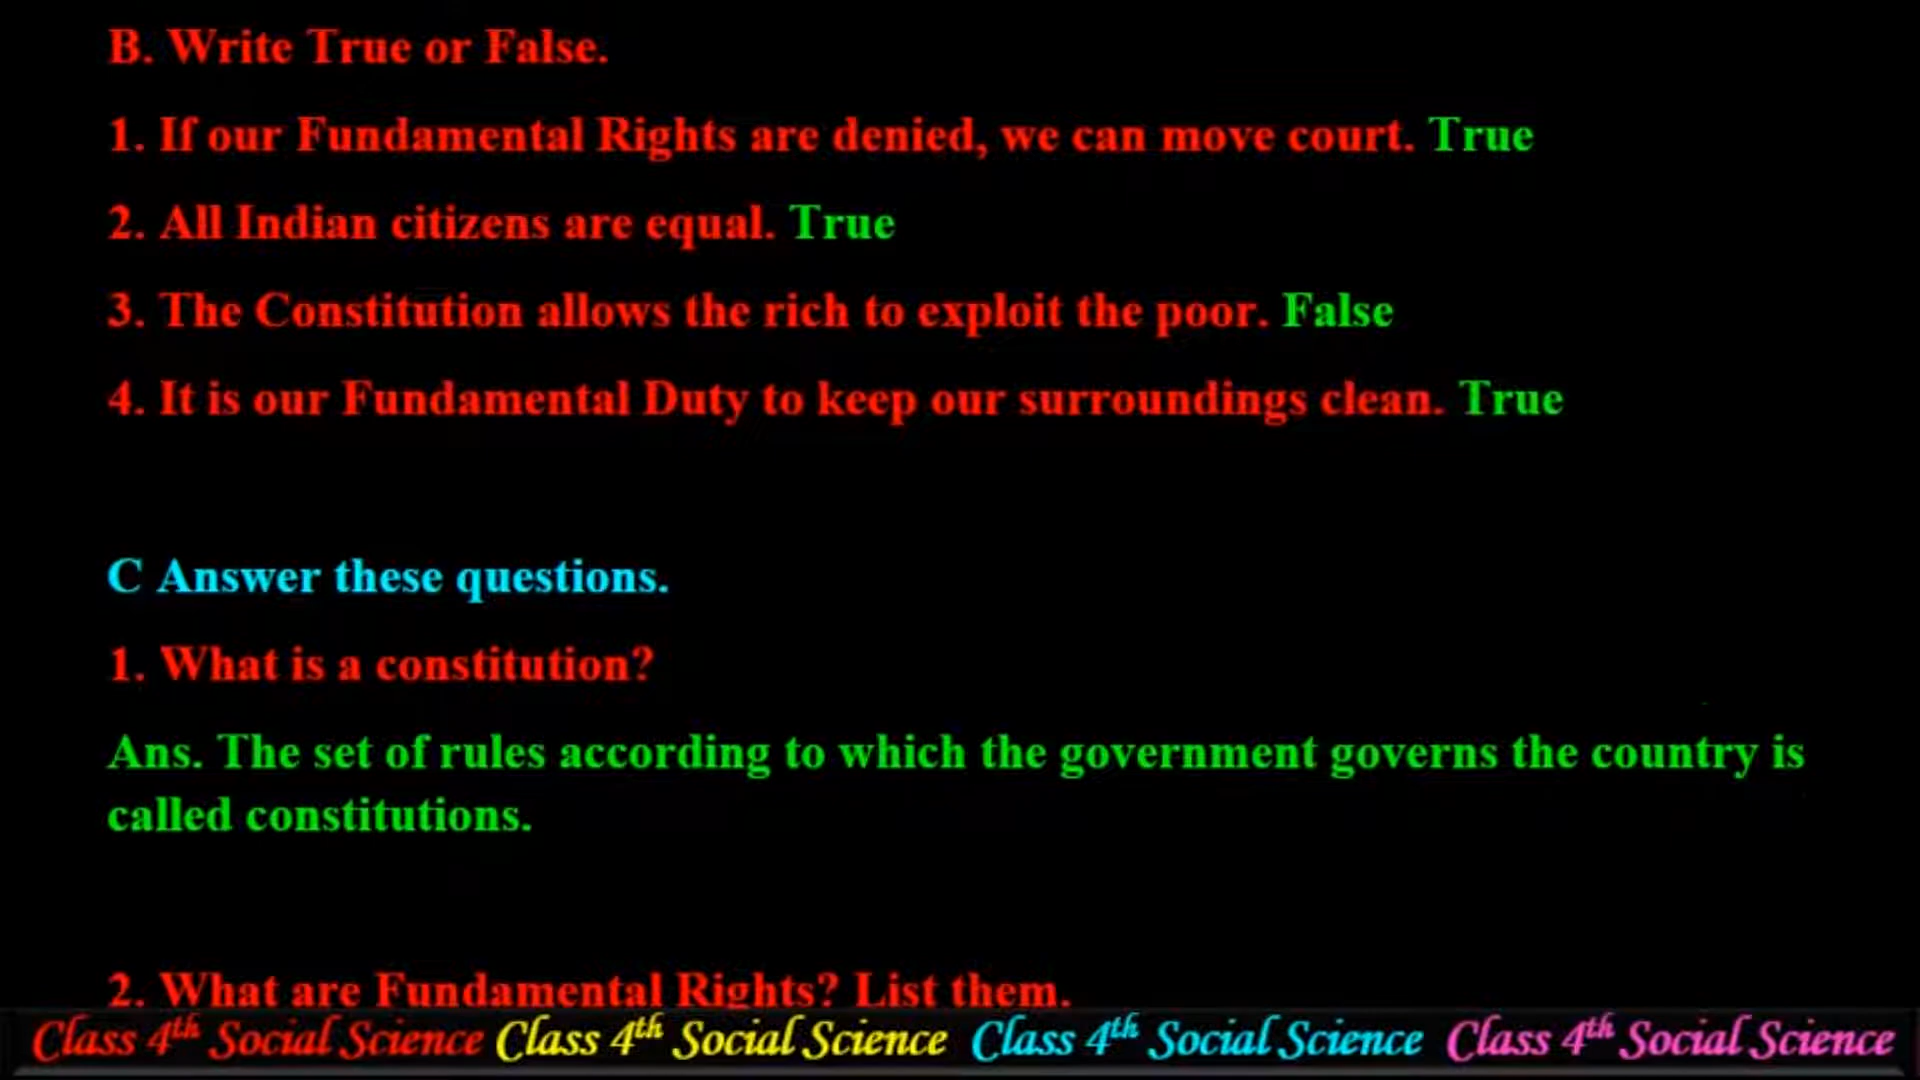 B. Write True or False.
1. If our Fundamental Rights are denied, we can move court. True
2. All Indian citizens are equal. True
3. The Constitution allows the rich to exploit the poor. False
4. It is our Fundamental Duty to keep our surroundings clean. True
C Answer these questions.
1. What is a constitution?
Ans. The set of rules according to which the government governs the country is
called constitutions.
2. What are Fundamental Rights? List them.
Class 4th Social Science Class 4th Social Science Class 4th Social Science Class 4th Social Science